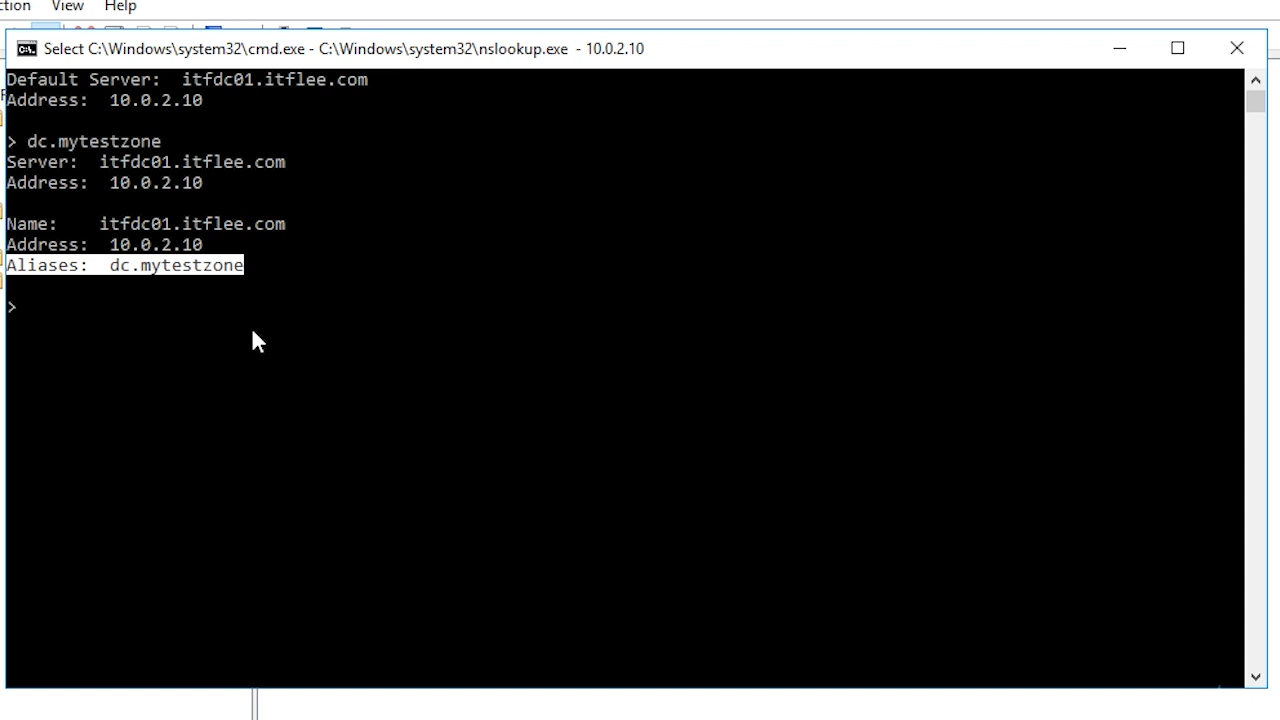 ction View Help
Select C:\Windows\system32\cmd.exe - C:\Windows\system32\nslookup.exe - 10.0.2.10
Default Server:  itfdc01.itflee.com
Address:  10.0.2.10
> dc.mytestzone
Server:  itfdc01.itflee.com
Address:  10.0.2.10
Name:    itfdc01.itflee.com
Address:  10.0.2.10
Aliases:  dc.mytestzone
>